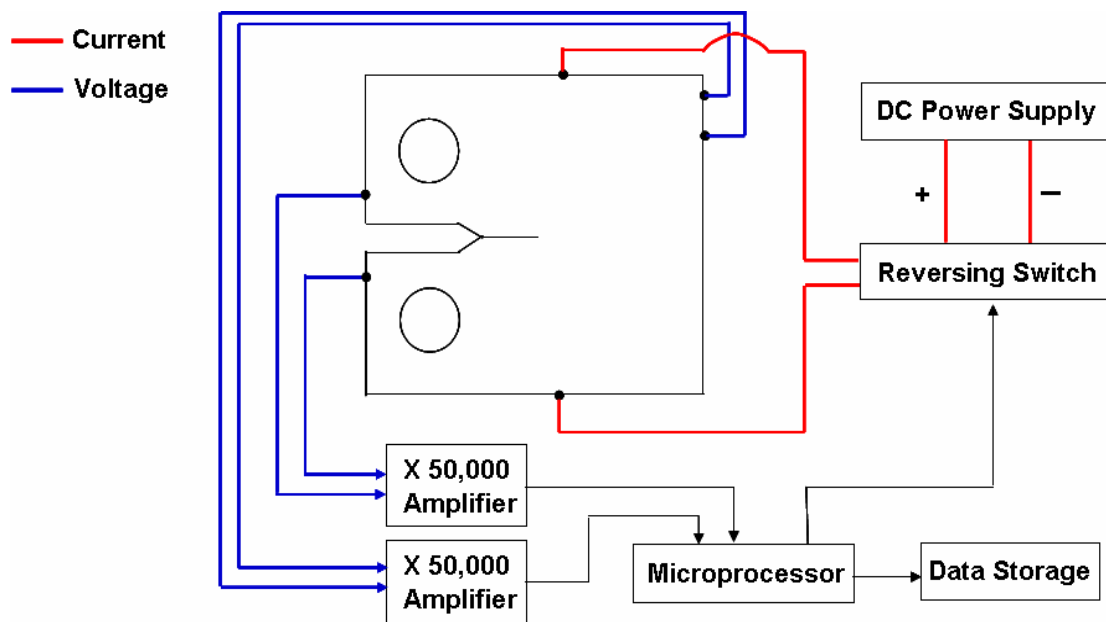 Current
Voltage
DC Power Supply
+
−
Reversing Switch
X 50,000
Amplifier
X 50,000
Amplifier
Microprocessor
Data Storage